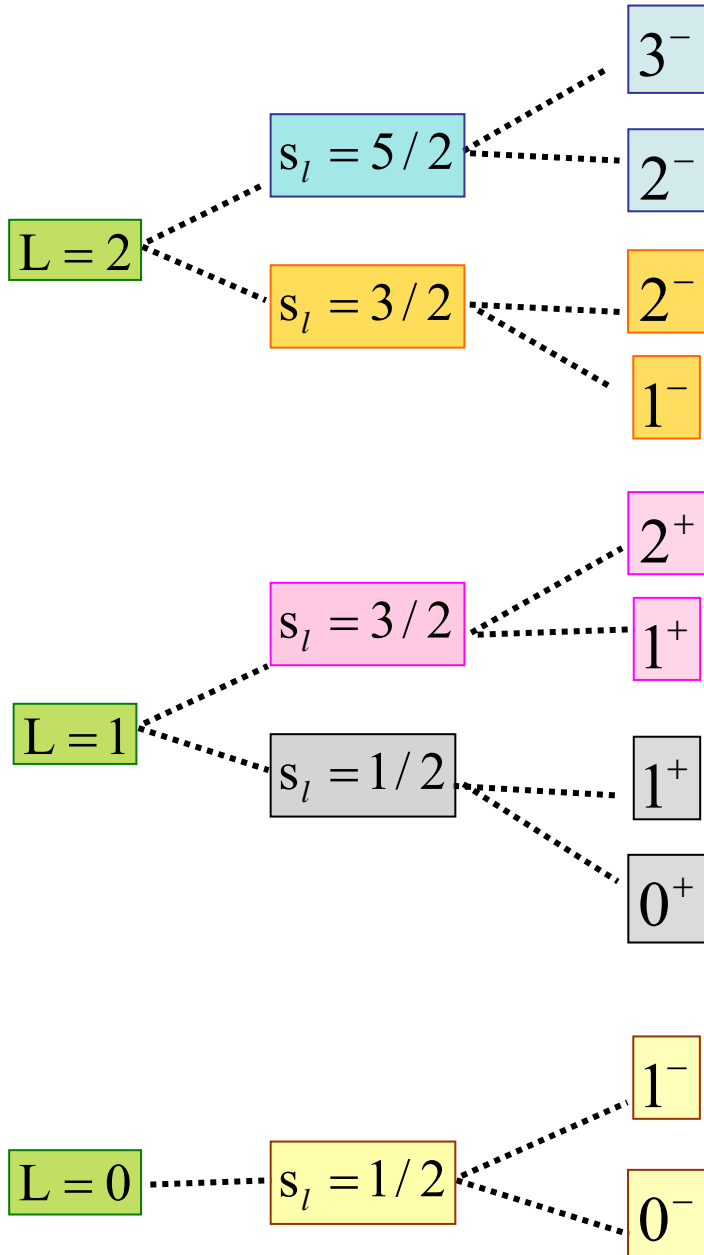 3⁻
s_l = 5/2
2⁻
L = 2
s_l = 3/2
2⁻
1⁻
2⁺
s_l = 3/2
1⁺
L = 1
s_l = 1/2
1⁺
0⁺
1⁻
L = 0
s_l = 1/2
0⁻